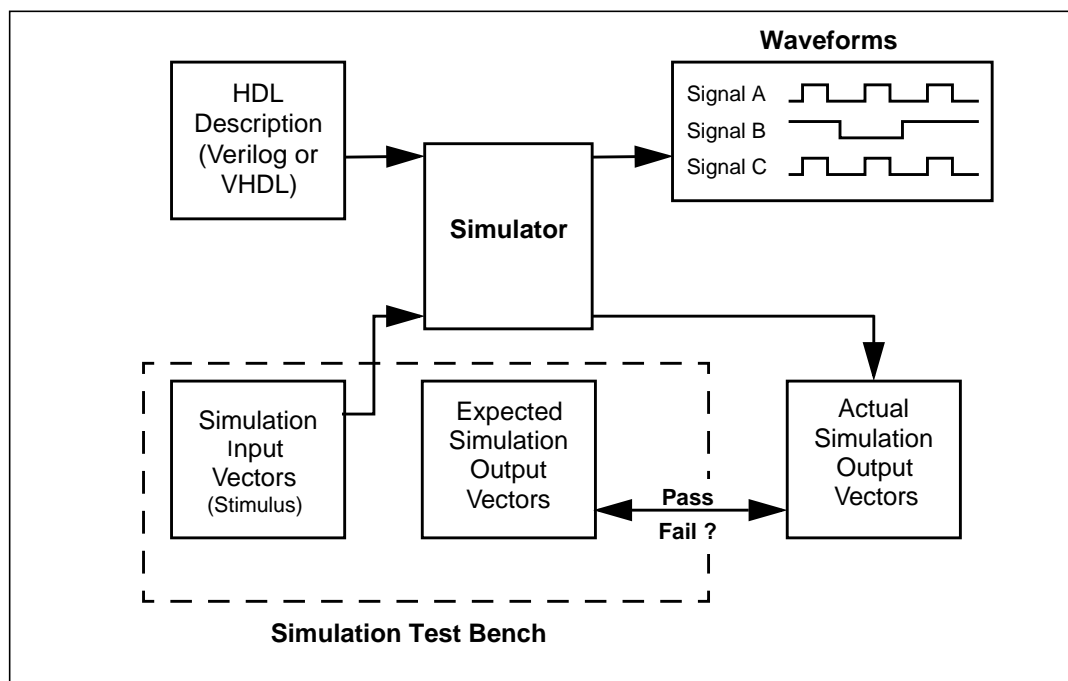 Waveforms
HDL
Description
(Verilog or
VHDL)
Signal A
Signal B
Signal C
Simulator
Simulation
Input
Vectors
(Stimulus)
Expected
Simulation
Output
Vectors
Actual
Simulation
Output
Vectors
Pass
Fail ?
Simulation Test Bench